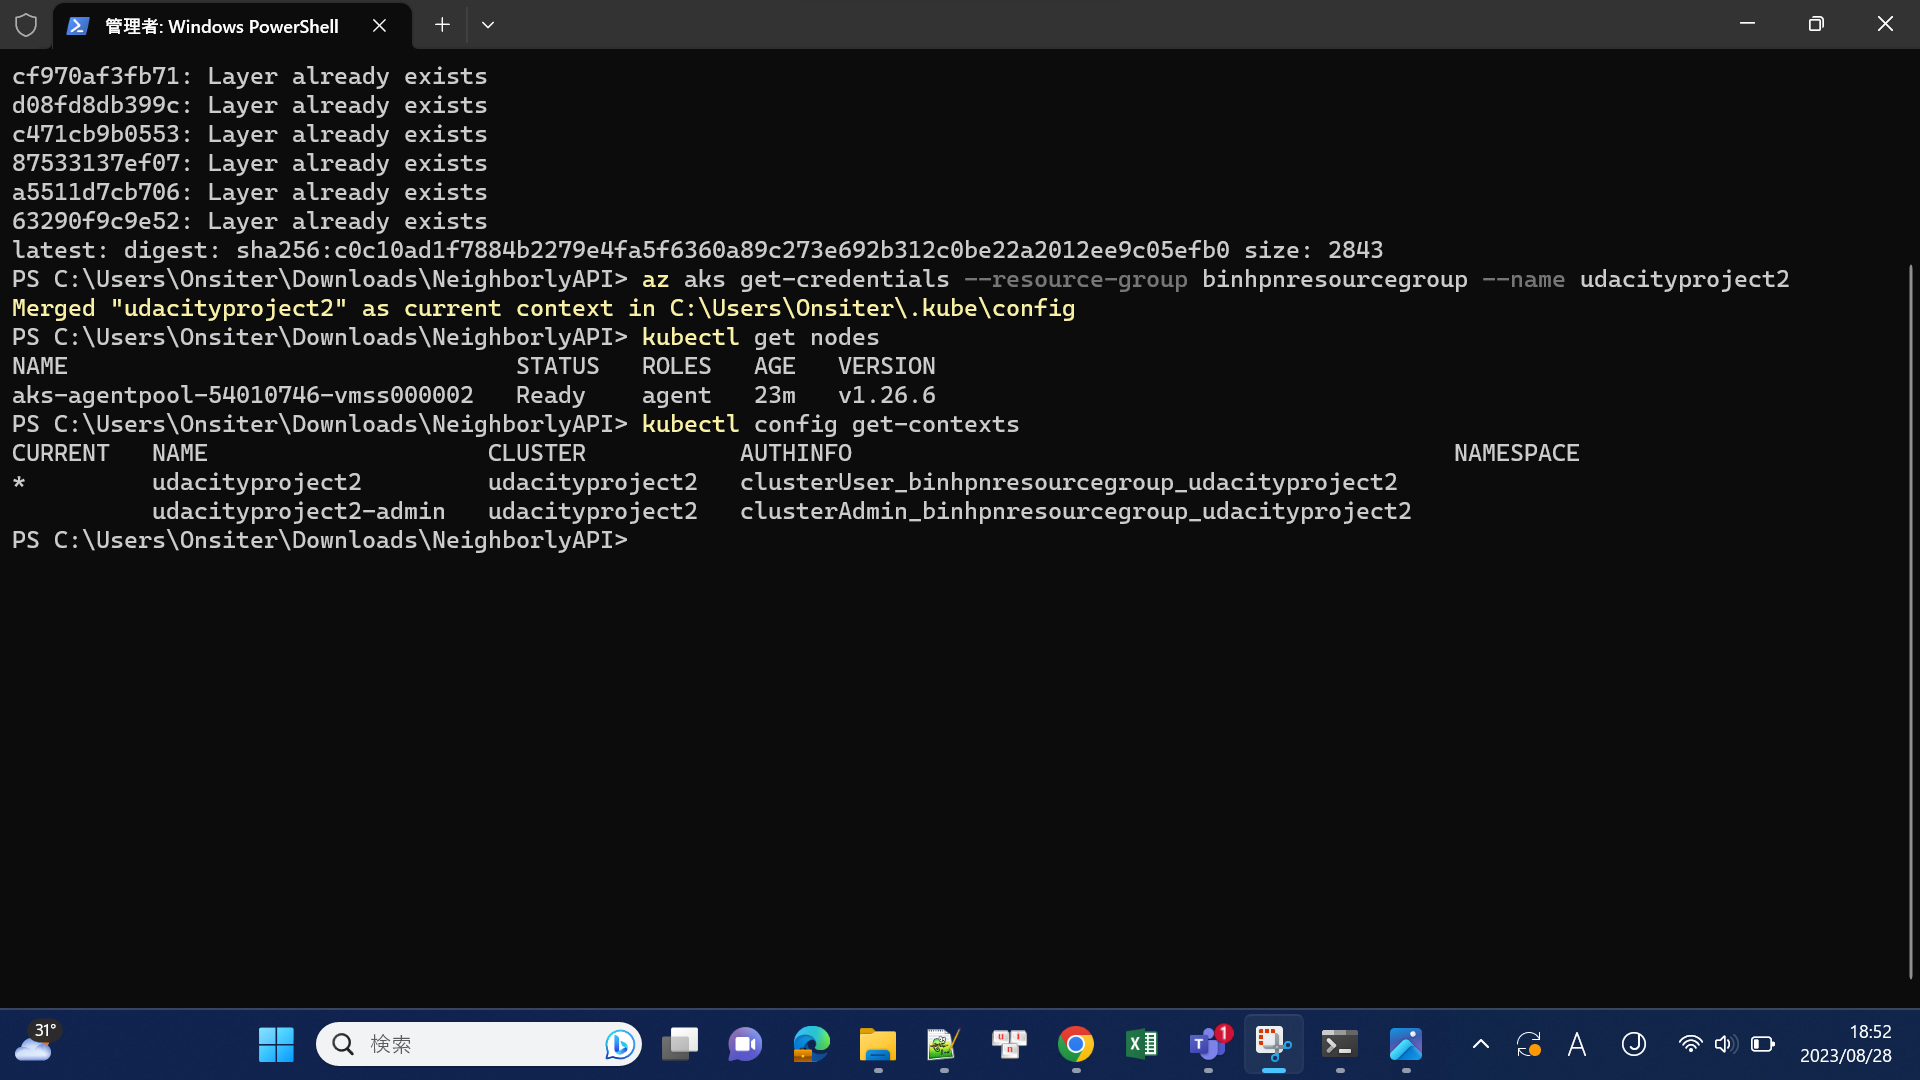 管理者: Windows PowerShell
cf970af3fb71: Layer already exists
d08fd8db399c: Layer already exists
c471cb9b0553: Layer already exists
87533137ef07: Layer already exists
a5511d7cb706: Layer already exists
63290f9c9e52: Layer already exists
latest: digest: sha256:c0c10ad1f7884b2279e4fa5f6360a89c273e692b312c0be22a2012ee9c05efb0 size: 2843
PS C:\Users\Onsiter\Downloads\NeighborlyAPI> az aks get-credentials --resource-group binhpnresourcegroup --name udacityproject2
Merged "udacityproject2" as current context in C:\Users\Onsiter\.kube\config
PS C:\Users\Onsiter\Downloads\NeighborlyAPI> kubectl get nodes
NAME STATUS ROLES AGE VERSION
aks-agentpool-54010746-vmss000002 Ready agent 23m v1.26.6
PS C:\Users\Onsiter\Downloads\NeighborlyAPI> kubectl config get-contexts
CURRENT NAME CLUSTER AUTHINFO NAMESPACE
* udacityproject2 udacityproject2 clusterUser_binhpnresourcegroup_udacityproject2
udacityproject2-admin udacityproject2 clusterAdmin_binhpnresourcegroup_udacityproject2
PS C:\Users\Onsiter\Downloads\NeighborlyAPI>
31°
検索
1
A
J
18:52
2023/08/28